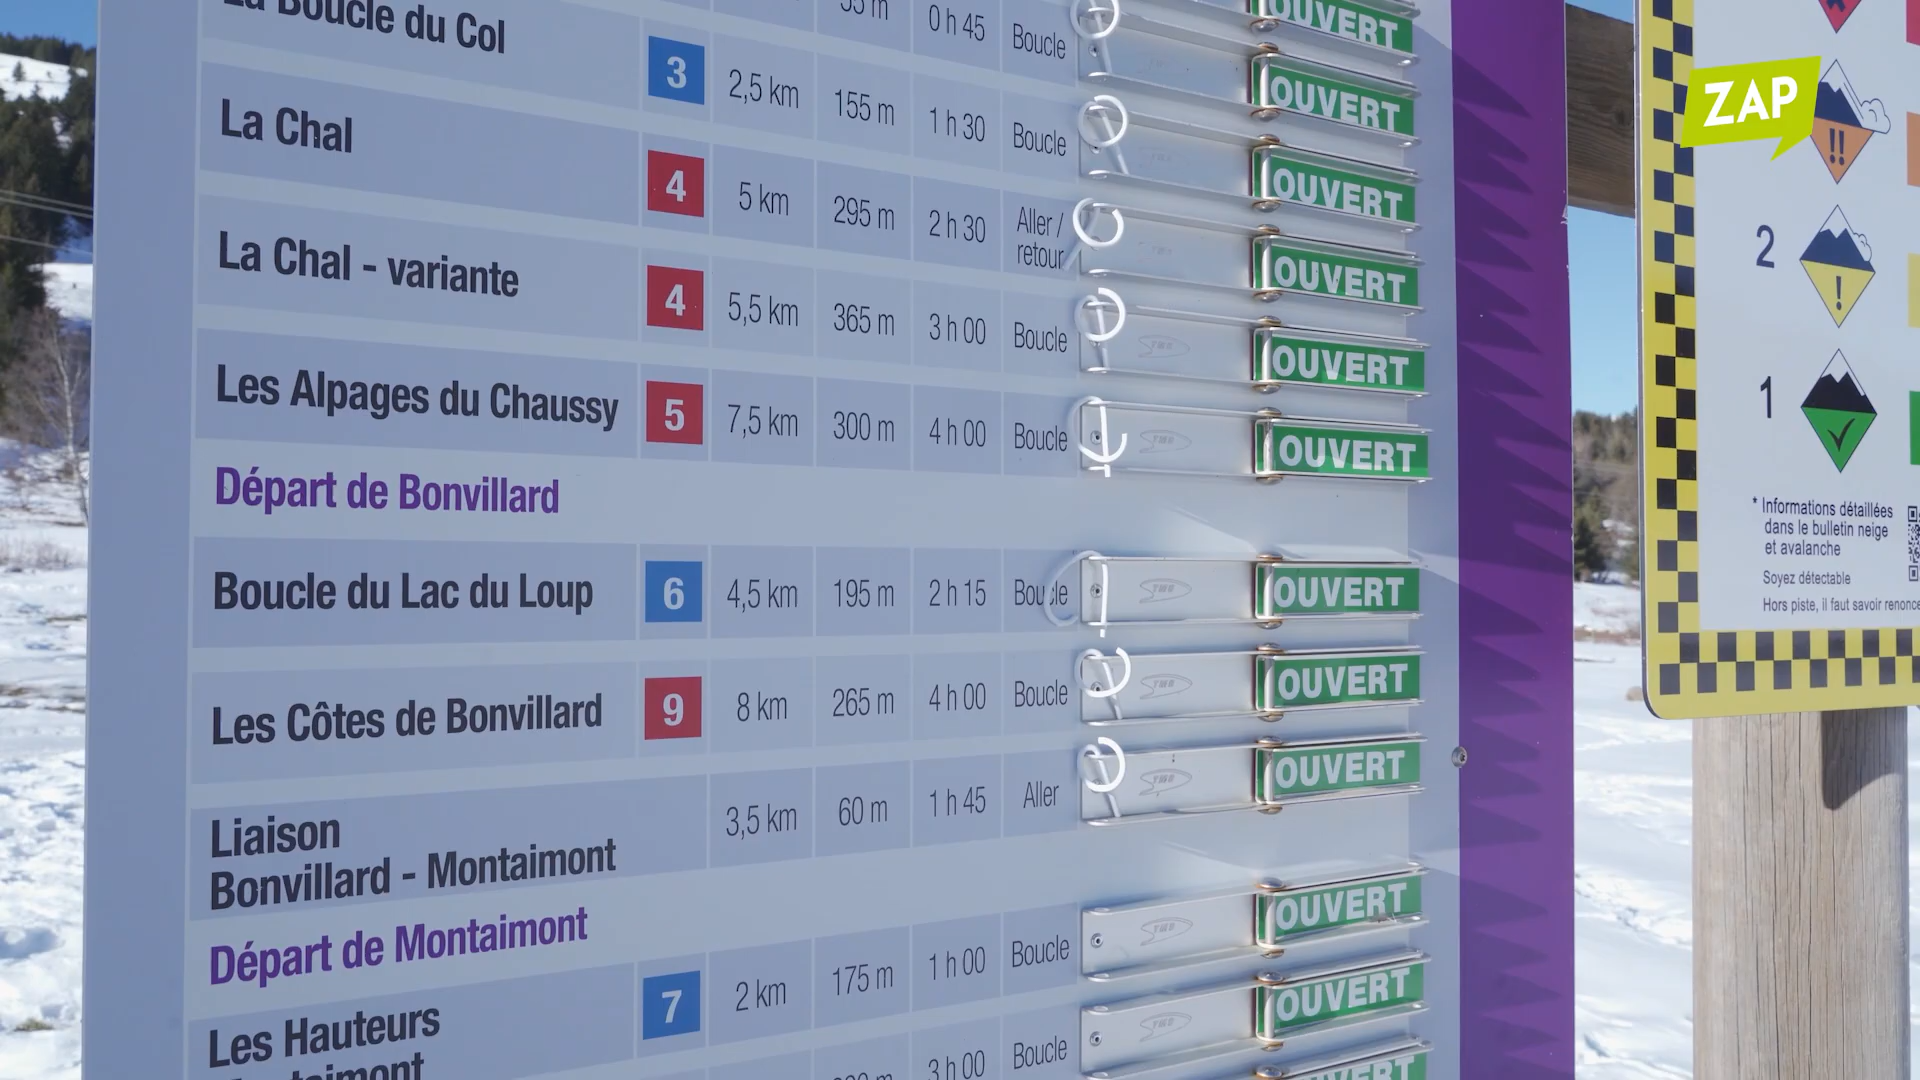 La Boucle du Col 3 2,5 km 155 m 1 h 30 Boucle OUVERT
55 m 0 h 45 Boucle OUVERT
La Chal 4 5 km 295 m 2 h 30 Aller / retour OUVERT
La Chal - variante 4 5,5 km 365 m 3 h 00 Boucle OUVERT
Les Alpages du Chaussy 5 7,5 km 300 m 4 h 00 Boucle OUVERT
OUVERT
Départ de Bonvillard
Boucle du Lac du Loup 6 4,5 km 195 m 2 h 15 Boucle OUVERT
Les Côtes de Bonvillard 9 8 km 265 m 4 h 00 Boucle OUVERT
Liaison
Bonvillard - Montaimont 3,5 km 60 m 1 h 45 Aller OUVERT
Départ de Montaimont
Les Hauteurs 7 2 km 175 m 1 h 00 Boucle OUVERT
3 h 00 Boucle OUVERT
OUVERT
ZAP
!!
2 !
1
* Informations détaillées
dans le bulletin neige
et avalanche
Soyez détectable
Hors piste, il faut savoir renonce